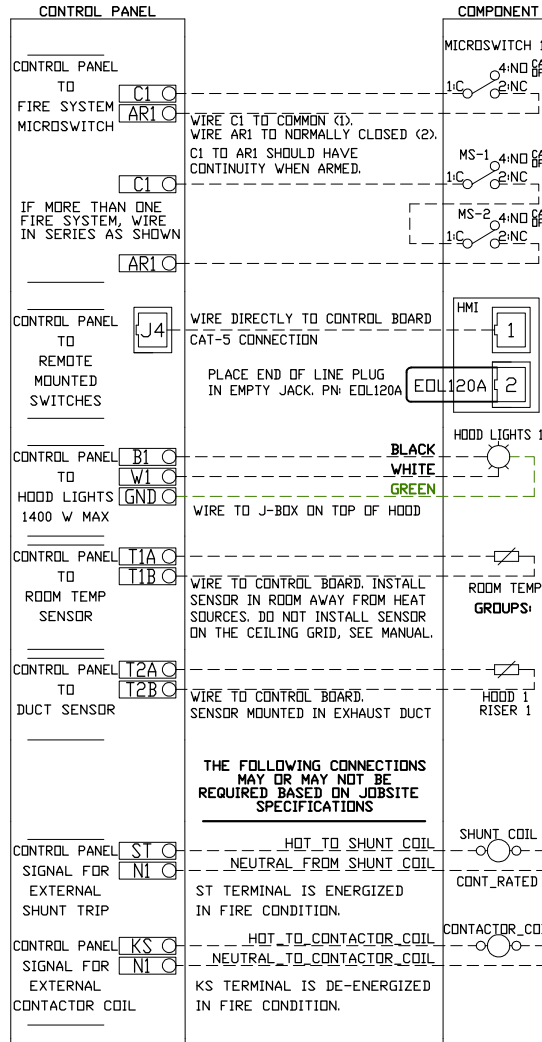 CONTROL PANEL
COMPONENT
MICROSWITCH 1
CONTROL PANEL
TO
FIRE SYSTEM
MICROSWITCH
C1
AR1
1:C
4:NO
2:NC
WIRE C1 TO COMMON (1).
WIRE AR1 TO NORMALLY CLOSED (2).
C1 TO AR1 SHOULD HAVE
CONTINUITY WHEN ARMED.
C1
MS-1
1:C
4:NO
2:NC
IF MORE THAN ONE
FIRE SYSTEM, WIRE
IN SERIES AS SHOWN
MS-2
1:C
4:NO
2:NC
AR1
CONTROL PANEL
TO
REMOTE
MOUNTED
SWITCHES
J4
WIRE DIRECTLY TO CONTROL BOARD
CAT-5 CONNECTION
HMI
1
PLACE END OF LINE PLUG
IN EMPTY JACK. PN: EOL120A
EOL120A
2
HOOD LIGHTS 1
CONTROL PANEL
TO
HOOD LIGHTS
1400 W MAX
B1
W1
GND
BLACK
WHITE
GREEN
WIRE TO J-BOX ON TOP OF HOOD
CONTROL PANEL
TO
ROOM TEMP
SENSOR
T1A
T1B
WIRE TO CONTROL BOARD. INSTALL
SENSOR IN ROOM AWAY FROM HEAT
SOURCES. DO NOT INSTALL SENSOR
ON THE CEILING GRID, SEE MANUAL.
ROOM TEMP
GROUPS:
CONTROL PANEL
TO
DUCT SENSOR
T2A
T2B
WIRE TO CONTROL BOARD.
SENSOR MOUNTED IN EXHAUST DUCT
HOOD 1
RISER 1
THE FOLLOWING CONNECTIONS
MAY OR MAY NOT BE
REQUIRED BASED ON JOBSITE
SPECIFICATIONS
CONTROL PANEL
SIGNAL FOR
EXTERNAL
SHUNT TRIP
ST
N1
HOT TO SHUNT COIL
NEUTRAL FROM SHUNT COIL
ST TERMINAL IS ENERGIZED
IN FIRE CONDITION.
SHUNT COIL
CONT_RATED
CONTROL PANEL
SIGNAL FOR
EXTERNAL
CONTACTOR COIL
KS
N1
HOT_TO_CONTACTOR_COIL
NEUTRAL_TO_CONTACTOR_COIL
KS TERMINAL IS DE-ENERGIZED
IN FIRE CONDITION.